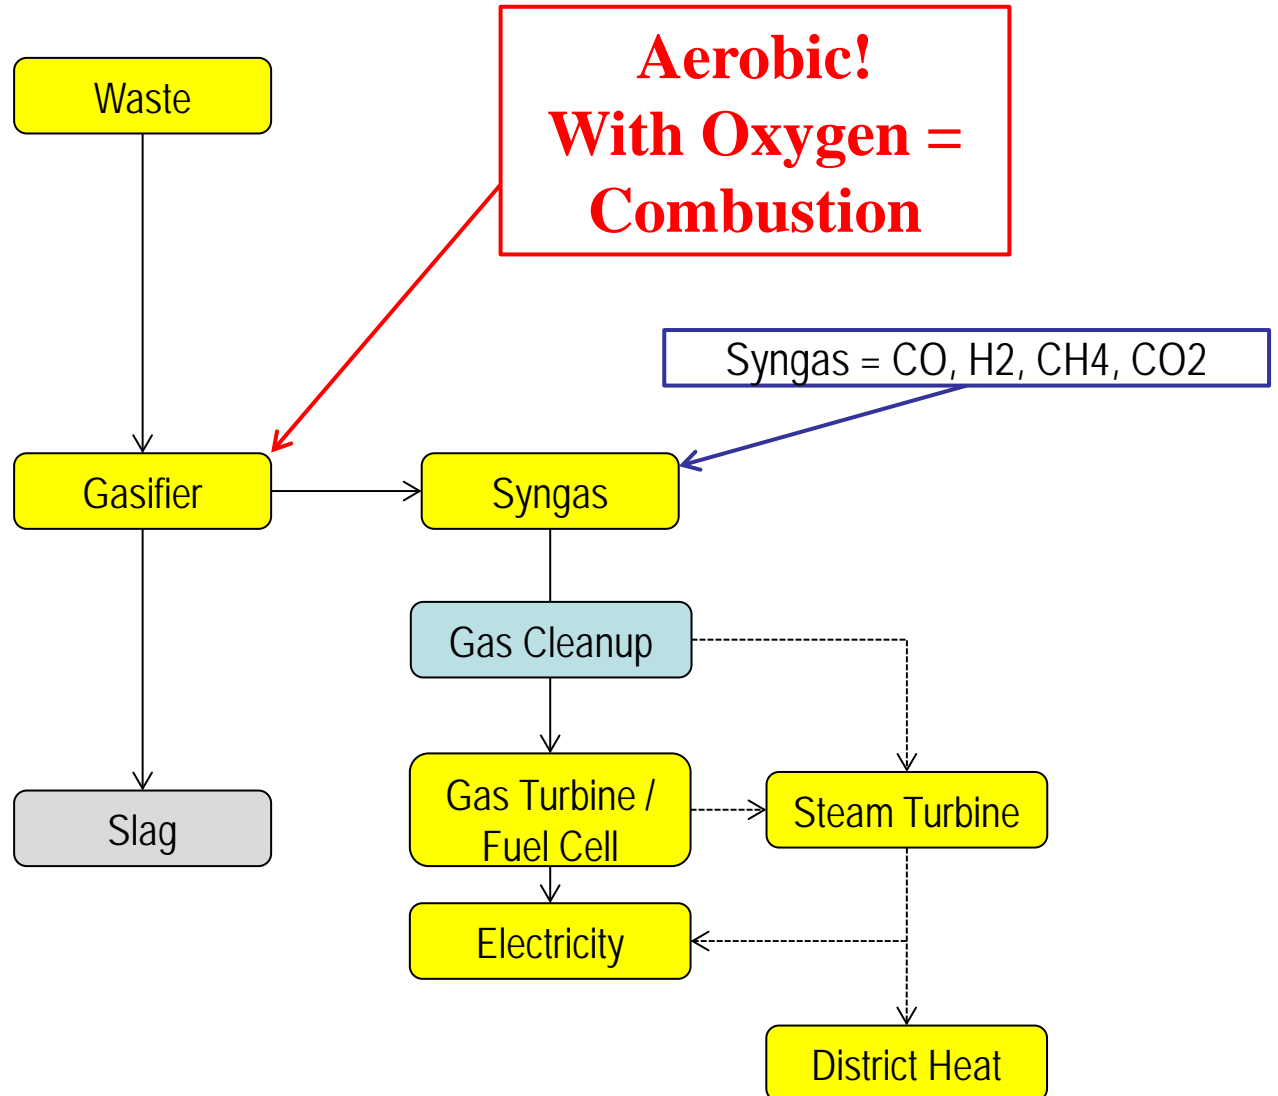 Aerobic!
With Oxygen =
Combustion
Waste
Syngas = CO, H2, CH4, CO2
Gasifier
Syngas
Gas Cleanup
Gas Turbine /
Fuel Cell
Steam Turbine
Slag
Electricity
District Heat